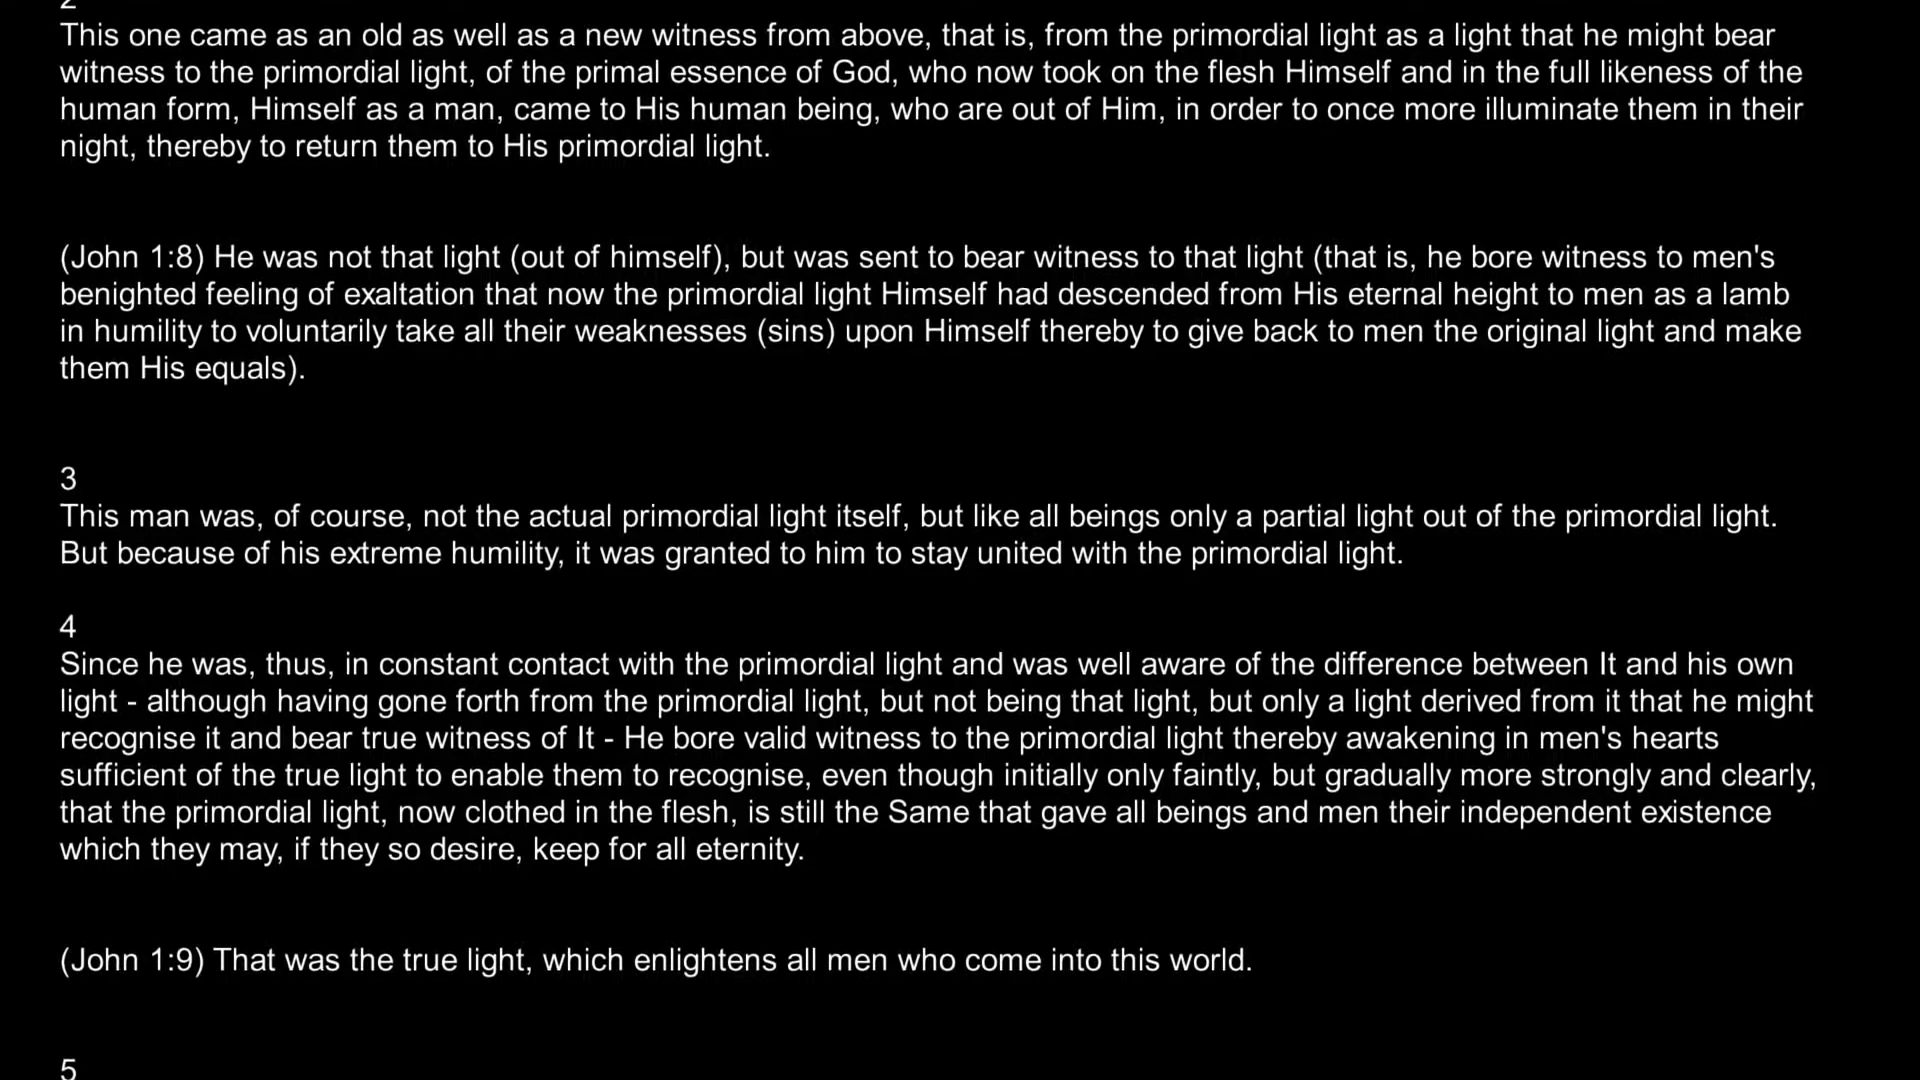 2
This one came as an old as well as a new witness from above, that is, from the primordial light as a light that he might bear
witness to the primordial light, of the primal essence of God, who now took on the flesh Himself and in the full likeness of the
human form, Himself as a man, came to His human being, who are out of Him, in order to once more illuminate them in their
night, thereby to return them to His primordial light.
(John 1:8) He was not that light (out of himself), but was sent to bear witness to that light (that is, he bore witness to men's
benighted feeling of exaltation that now the primordial light Himself had descended from His eternal height to men as a lamb
in humility to voluntarily take all their weaknesses (sins) upon Himself thereby to give back to men the original light and make
them His equals).
3
This man was, of course, not the actual primordial light itself, but like all beings only a partial light out of the primordial light.
But because of his extreme humility, it was granted to him to stay united with the primordial light.
4
Since he was, thus, in constant contact with the primordial light and was well aware of the difference between It and his own
light - although having gone forth from the primordial light, but not being that light, but only a light derived from it that he might
recognise it and bear true witness of It - He bore valid witness to the primordial light thereby awakening in men's hearts
sufficient of the true light to enable them to recognise, even though initially only faintly, but gradually more strongly and clearly,
that the primordial light, now clothed in the flesh, is still the Same that gave all beings and men their independent existence
which they may, if they so desire, keep for all eternity.
(John 1:9) That was the true light, which enlightens all men who come into this world.
5